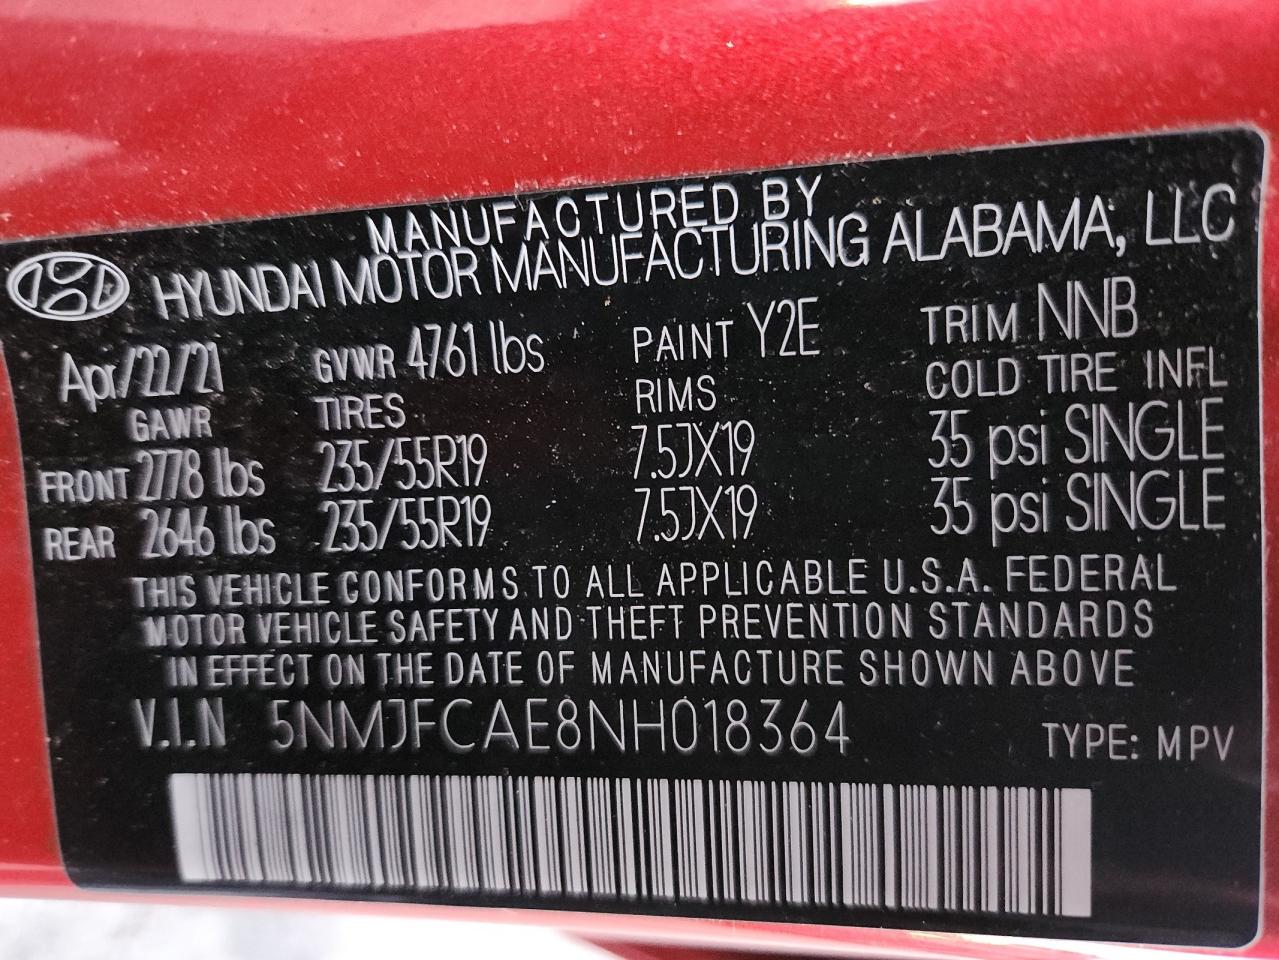 MANUFACTURED BY
HYUNDAI MOTOR MANUFACTURING ALABAMA, LLC
Apr/22/21 GVWR 4761 lbs PAINT Y2E TRIM NNB
GAWR TIRES RIMS COLD TIRE INFL
FRONT 2778 lbs 235/55R19 7.5JX19 35 psi SINGLE
REAR 2646 lbs 235/55R19 7.5JX19 35 psi SINGLE
THIS VEHICLE CONFORMS TO ALL APPLICABLE U.S.A. FEDERAL
MOTOR VEHICLE SAFETY AND THEFT PREVENTION STANDARDS
IN EFFECT ON THE DATE OF MANUFACTURE SHOWN ABOVE
V.I.N 5NMJFCAE8NH018364 TYPE: MPV